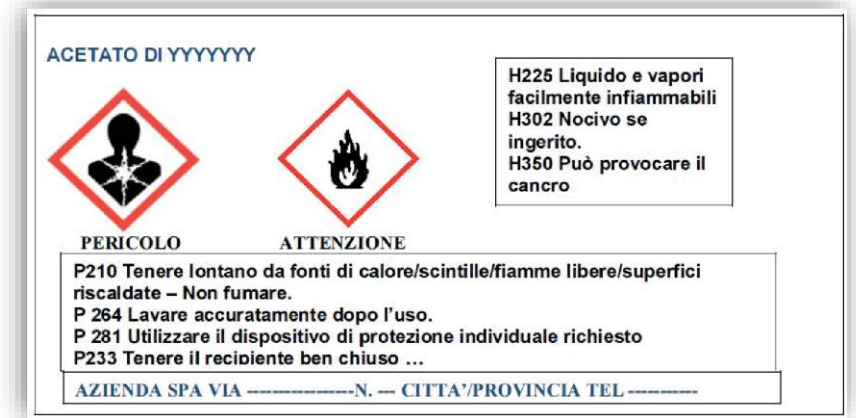 ACETATO DI YYYYYYY
H225 Liquido e vapori
facilmente infiammabili
H302 Nocivo se
ingerito.
H350 Può provocare il
cancro
PERICOLO
ATTENZIONE
P210 Tenere lontano da fonti di calore/scintille/fiamme libere/superfici
riscaldate – Non fumare.
P 264 Lavare accuratamente dopo l'uso.
P 281 Utilizzare il dispositivo di protezione individuale richiesto
P233 Tenere il recipiente ben chiuso …
AZIENDA SPA VIA -----------------N. --- CITTA'/PROVINCIA TEL -----------